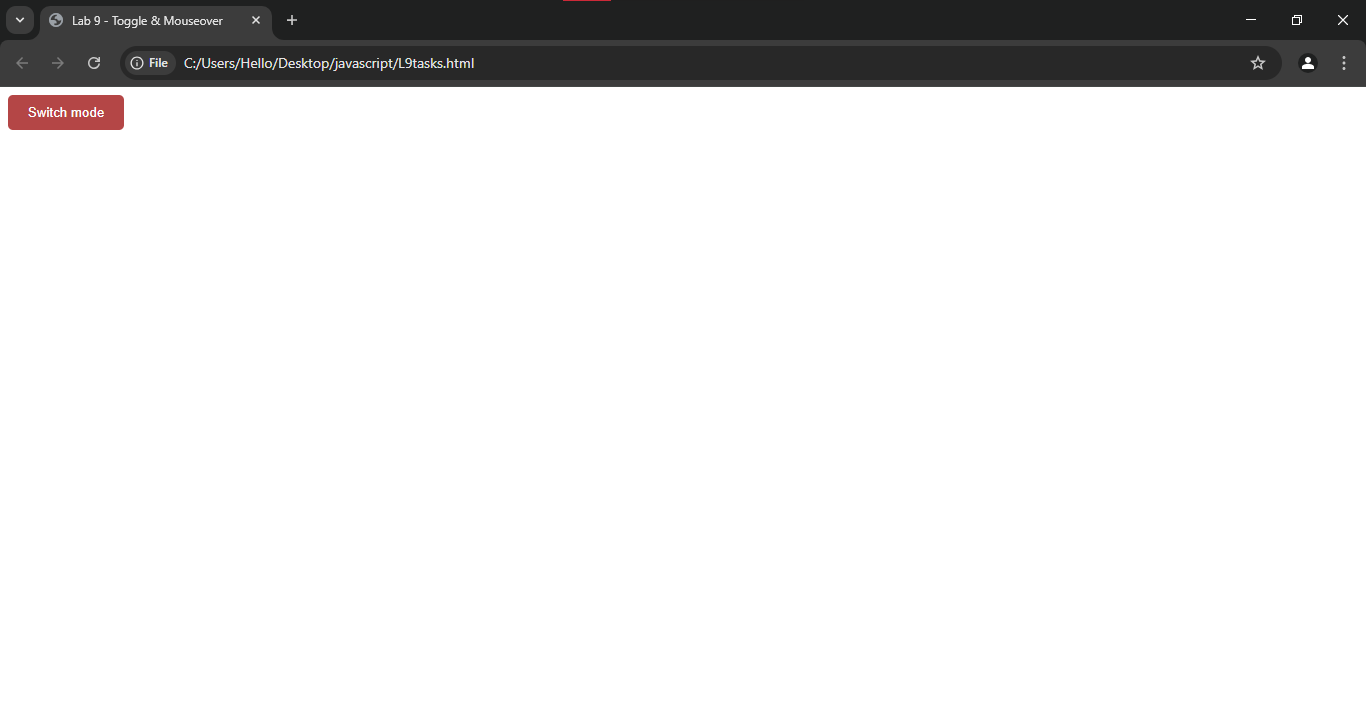 Lab 9 - Toggle & Mouseover
File C:/Users/Hello/Desktop/javascript/L9tasks.html
Switch mode